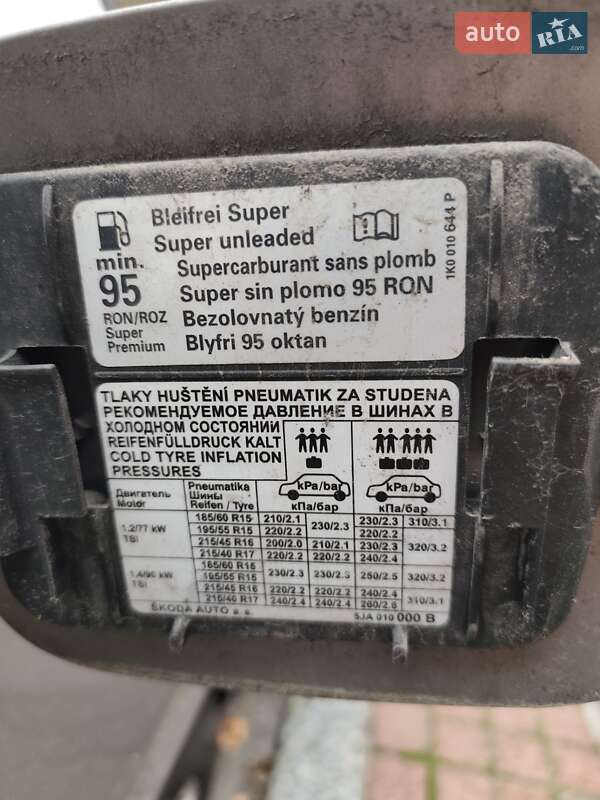 auto RIA.com
Bleifrei Super
Super unleaded
min. Supercarburant sans plomb
95 Super sin plomo 95 RON
RON/ROZ Bezolovnatý benzín
Super
Premium Blyfri 95 oktan
1K0 010 644 P
TLAKY HUŠTĚNÍ PNEUMATIK ZA STUDENA
РЕКОМЕНДУЕМОЕ ДАВЛЕНИЕ В ШИНАХ В
ХОЛОДНОМ СОСТОЯНИИ
REIFENFÜLLDRUCK KALT
COLD TYRE INFLATION
PRESSURES
Двигатель Motor Pneumatika Шины Reifen / Tyre kPa/bar кПа/бар kPa/bar кПа/бар
1.2/77 kW TSI
185/60 R15 210/2.1 230/2.3 230/2.3 310/3.1
195/55 R15 220/2.2 220/2.2
215/45 R16 200/2.0 210/2.1 230/2.3 320/3.2
215/40 R17 220/2.2 220/2.2 240/2.4
1.4/90 kW TSI
185/60 R15
195/55 R15 230/2.3 230/2.3 250/2.5 320/3.2
215/45 R16 220/2.2 220/2.2 240/2.4
215/40 R17 240/2.4 240/2.4 260/2.6 310/3.1
ŠKODA AUTO a.s. 5JA 010 000 B